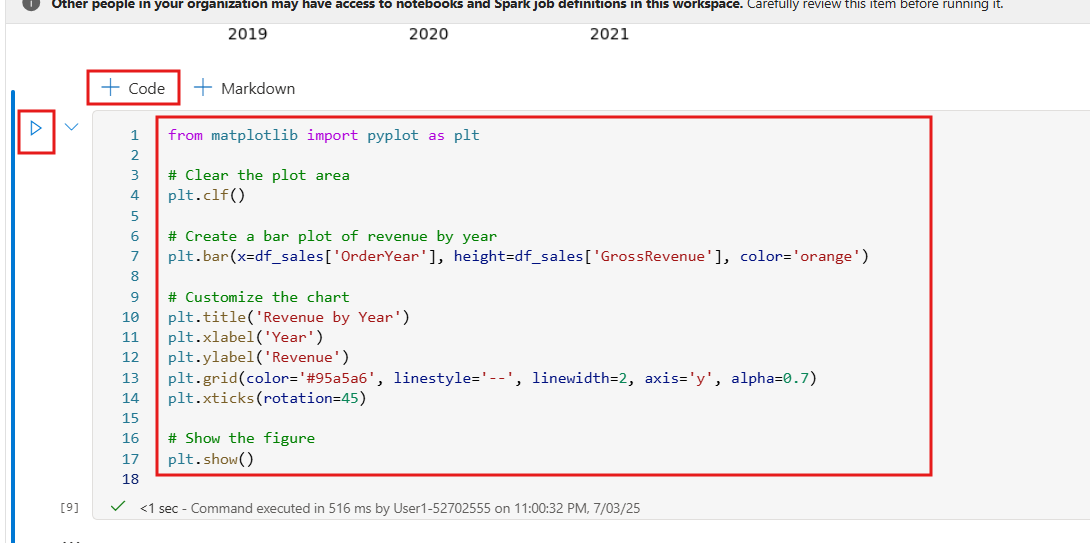 Other people in your organization may have access to notebooks and Spark job definitions in this workspace. Carefully review this item before running it.
2019 2020 2021
+ Code + Markdown
1 from matplotlib import pyplot as plt
2
3 # Clear the plot area
4 plt.clf()
5
6 # Create a bar plot of revenue by year
7 plt.bar(x=df_sales['OrderYear'], height=df_sales['GrossRevenue'], color='orange')
8
9 # Customize the chart
10 plt.title('Revenue by Year')
11 plt.xlabel('Year')
12 plt.ylabel('Revenue')
13 plt.grid(color='#95a5a6', linestyle='--', linewidth=2, axis='y', alpha=0.7)
14 plt.xticks(rotation=45)
15
16 # Show the figure
17 plt.show()
18
[9] <1 sec - Command executed in 516 ms by User1-52702555 on 11:00:32 PM, 7/03/25
...